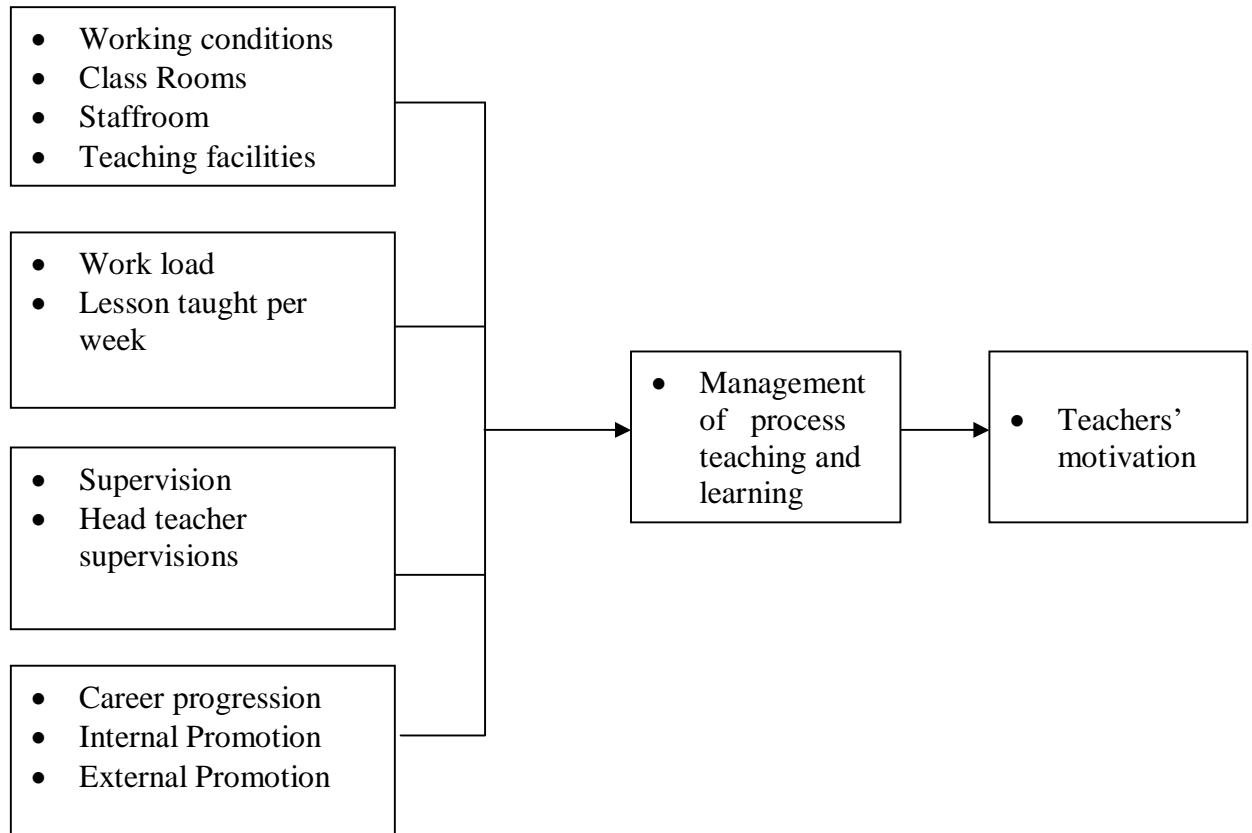 • Working conditions
• Class Rooms
• Staffroom
• Teaching facilities
• Work load
• Lesson taught per
week
• Supervision
• Head teacher
supervisions
• Career progression
• Internal Promotion
• External Promotion
• Management
of process
teaching and
learning
• Teachers’
motivation